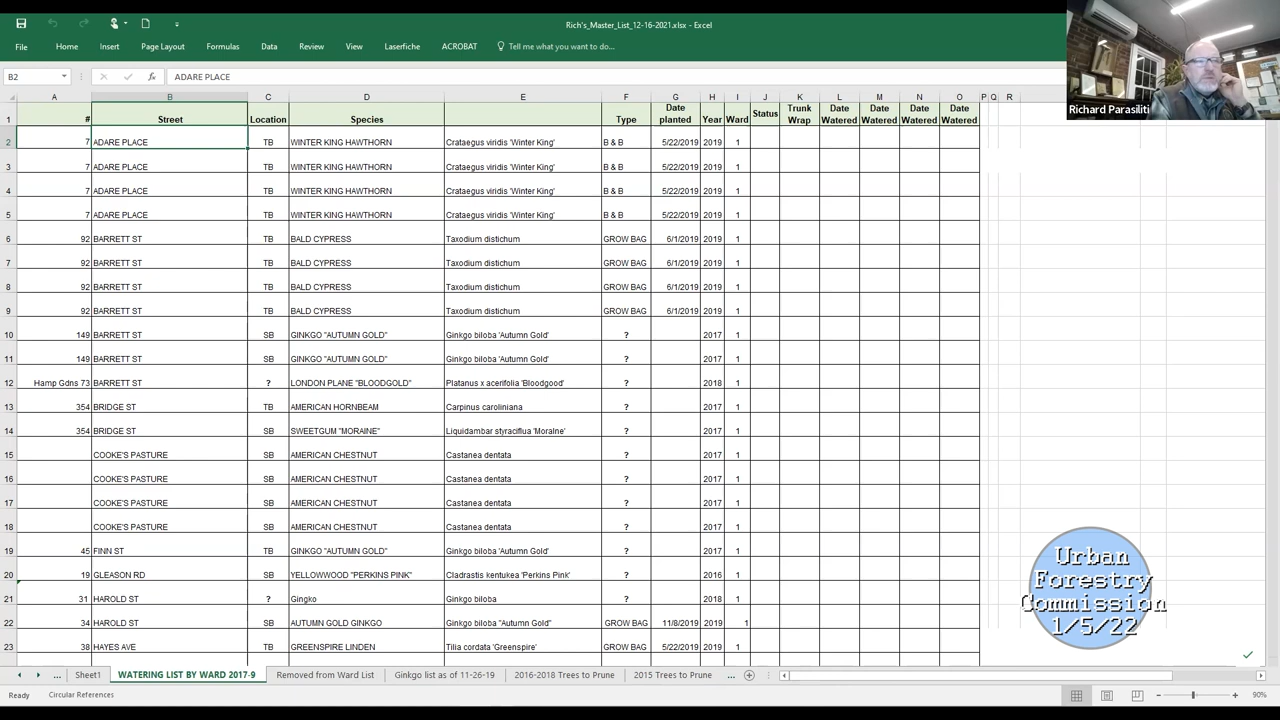 Rich's_Master_List_12-16-2021.xlsx - Excel
File Home Insert Page Layout Formulas Data Review View Laserfiche ACROBAT Tell me what you want to do...
Richard Parasiliti
B2 fx ADARE PLACE
A B C D E F G H I J K L M N O P Q R
1 # Street Location Species Type Date planted Year Ward Status Trunk Wrap Date Watered Date Watered Date Watered Date Watered
2 7 ADARE PLACE TB WINTER KING HAWTHORN Crataegus viridis 'Winter King' B & B 5/22/2019 2019 1
3 7 ADARE PLACE TB WINTER KING HAWTHORN Crataegus viridis 'Winter King' B & B 5/22/2019 2019 1
4 7 ADARE PLACE TB WINTER KING HAWTHORN Crataegus viridis 'Winter King' B & B 5/22/2019 2019 1
5 7 ADARE PLACE TB WINTER KING HAWTHORN Crataegus viridis 'Winter King' B & B 5/22/2019 2019 1
6 92 BARRETT ST TB BALD CYPRESS Taxodium distichum GROW BAG 6/1/2019 2019 1
7 92 BARRETT ST TB BALD CYPRESS Taxodium distichum GROW BAG 6/1/2019 2019 1
8 92 BARRETT ST TB BALD CYPRESS Taxodium distichum GROW BAG 6/1/2019 2019 1
9 92 BARRETT ST TB BALD CYPRESS Taxodium distichum GROW BAG 6/1/2019 2019 1
10 149 BARRETT ST SB GINKGO "AUTUMN GOLD" Ginkgo biloba 'Autumn Gold' ? 2017 1
11 149 BARRETT ST SB GINKGO "AUTUMN GOLD" Ginkgo biloba 'Autumn Gold' ? 2017 1
12 Hamp Gdns 73 BARRETT ST ? LONDON PLANE "BLOODGOLD" Platanus x acerifolia 'Bloodgood' ? 2018 1
13 354 BRIDGE ST TB AMERICAN HORNBEAM Carpinus caroliniana ? 2017 1
14 354 BRIDGE ST SB SWEETGUM "MORAINE" Liquidambar styraciflua 'Moralne' ? 2017 1
15 COOKE'S PASTURE SB AMERICAN CHESTNUT Castanea dentata ? 2017 1
16 COOKE'S PASTURE SB AMERICAN CHESTNUT Castanea dentata ? 2017 1
17 COOKE'S PASTURE SB AMERICAN CHESTNUT Castanea dentata ? 2017 1
18 COOKE'S PASTURE SB AMERICAN CHESTNUT Castanea dentata ? 2017 1
19 45 FINN ST TB GINKGO "AUTUMN GOLD" Ginkgo biloba 'Autumn Gold' ? 2017 1
20 19 GLEASON RD SB YELLOWWOOD "PERKINS PINK" Cladrastis kentukea 'Perkins Pink' ? 2016 1
21 31 HAROLD ST ? Gingko Ginkgo biloba ? 2018 1
22 34 HAROLD ST SB AUTUMN GOLD GINKGO Ginkgo biloba "Autumn Gold" GROW BAG 11/8/2019 2019 1
23 38 HAYES AVE TB GREENSPIRE LINDEN Tilia cordata 'Greenspire' GROW BAG 5/22/2019 2019 1
Urban
Forestry
Commission
1/5/22
... Sheet1 WATERING LIST BY WARD 2017-9 Removed from Ward List Ginkgo list as of 11-26-19 2016-2018 Trees to Prune 2015 Trees to Prune ...
Ready Circular References 90%